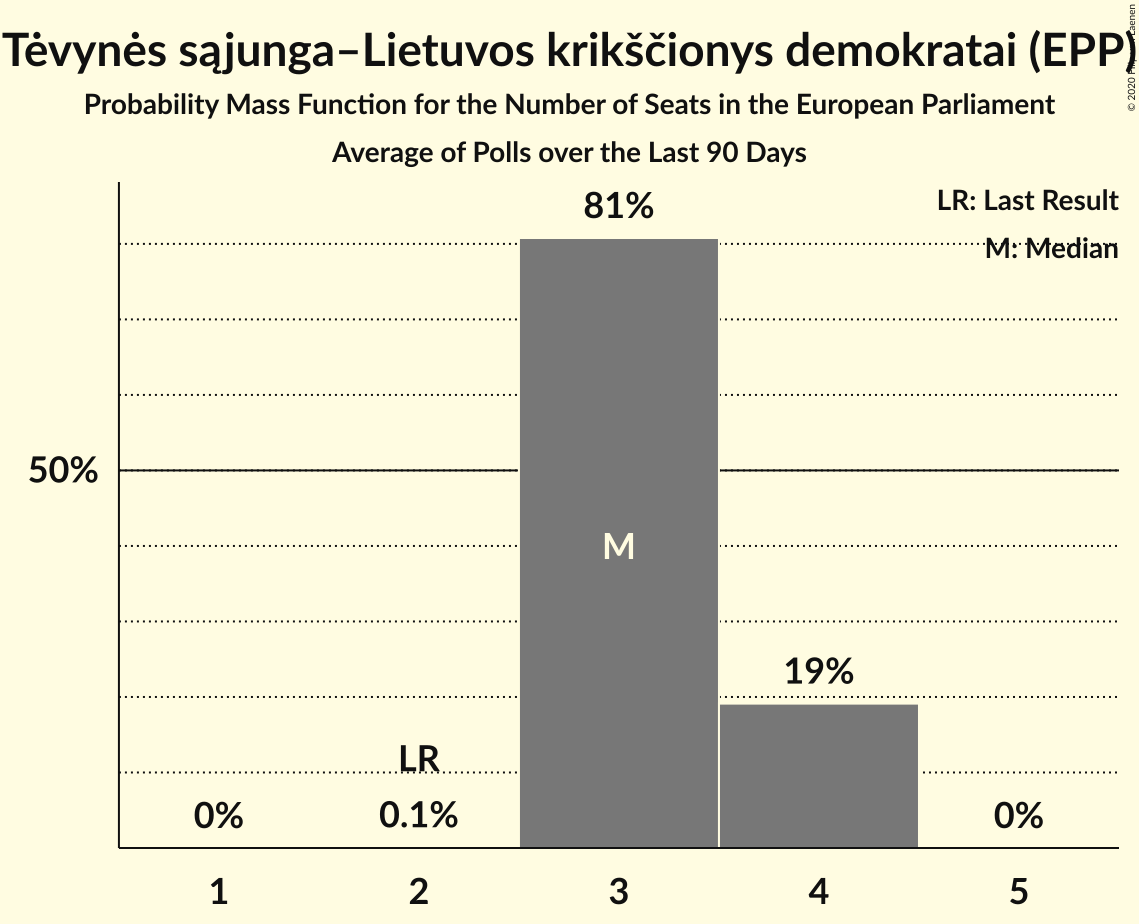 Tėvynės sąjunga–Lietuvos krikščionys demokratai (EPP)
Probability Mass Function for the Number of Seats in the European Parliament
Average of Polls over the Last 90 Days
© 2020
LR: Last Result
M: Median
81%
50%
M
19%
LR
0%
0.1%
0%
1
2
3
4
5